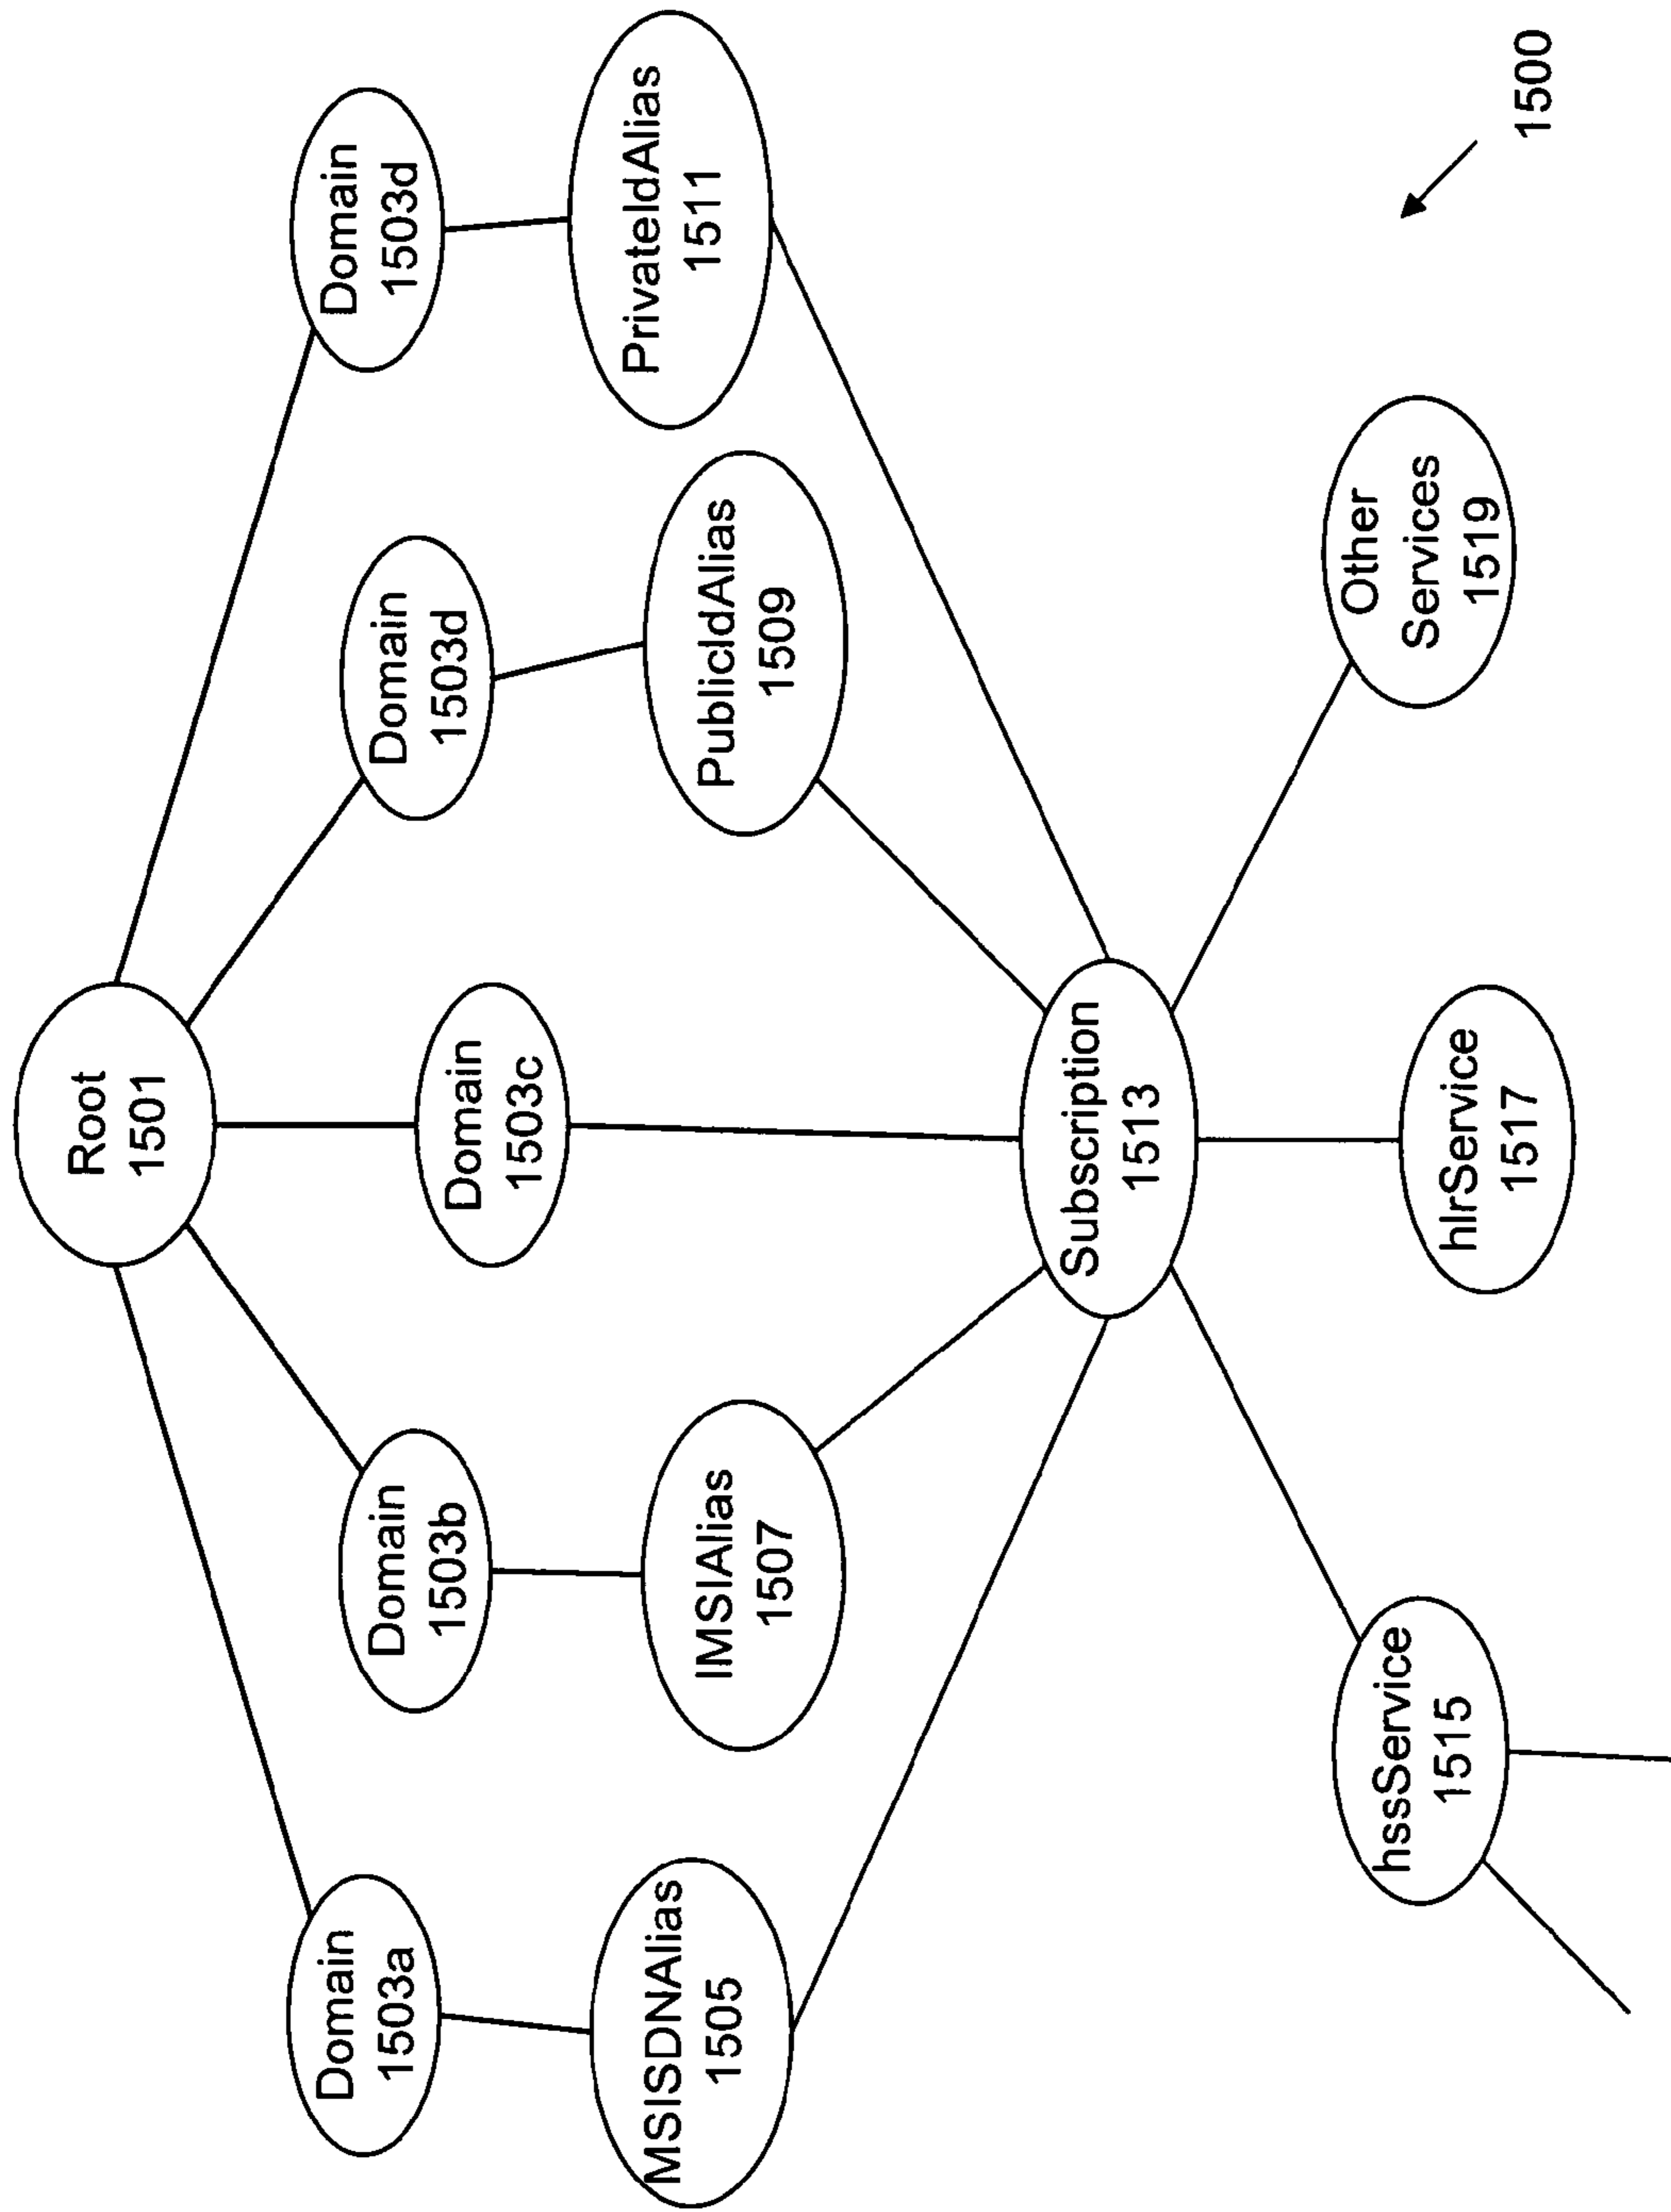 Root
1501
Domain
1503a
Domain
1503b
Domain
1503c
Domain
1503d
Domain
1503d
MSISDNAlias
1505
IMSIAlias
1507
PublicIdAlias
1509
PrivateIdAlias
1511
Subscription
1513
hssService
1515
hlrService
1517
Other
Services
1519
1500